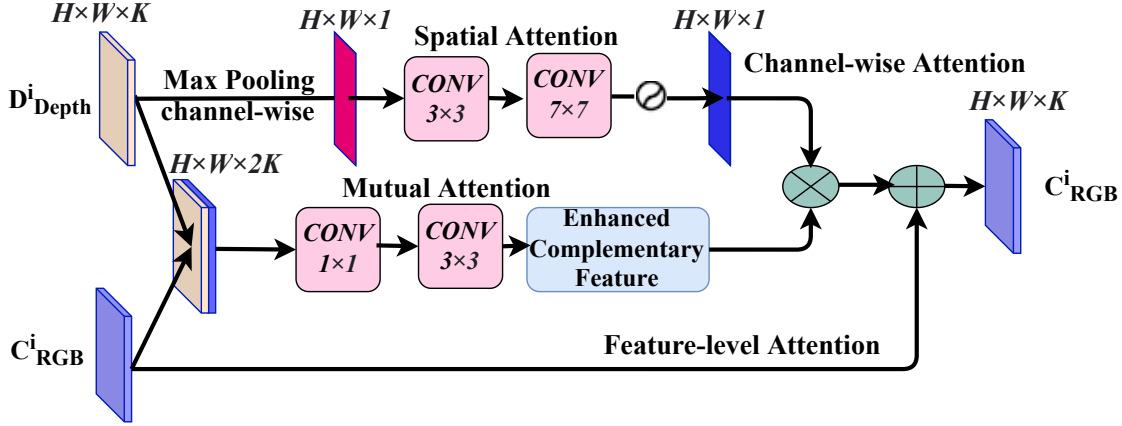 H×W×K
H×W×1
H×W×1
Spatial Attention
Channel-wise Attention
D^i_Depth
Max Pooling
channel-wise
CONV
3×3
CONV
7×7
H×W×K
H×W×2K
Mutual Attention
C^i_RGB
CONV
1×1
CONV
3×3
Enhanced
Complementary
Feature
C^i_RGB
Feature-level Attention